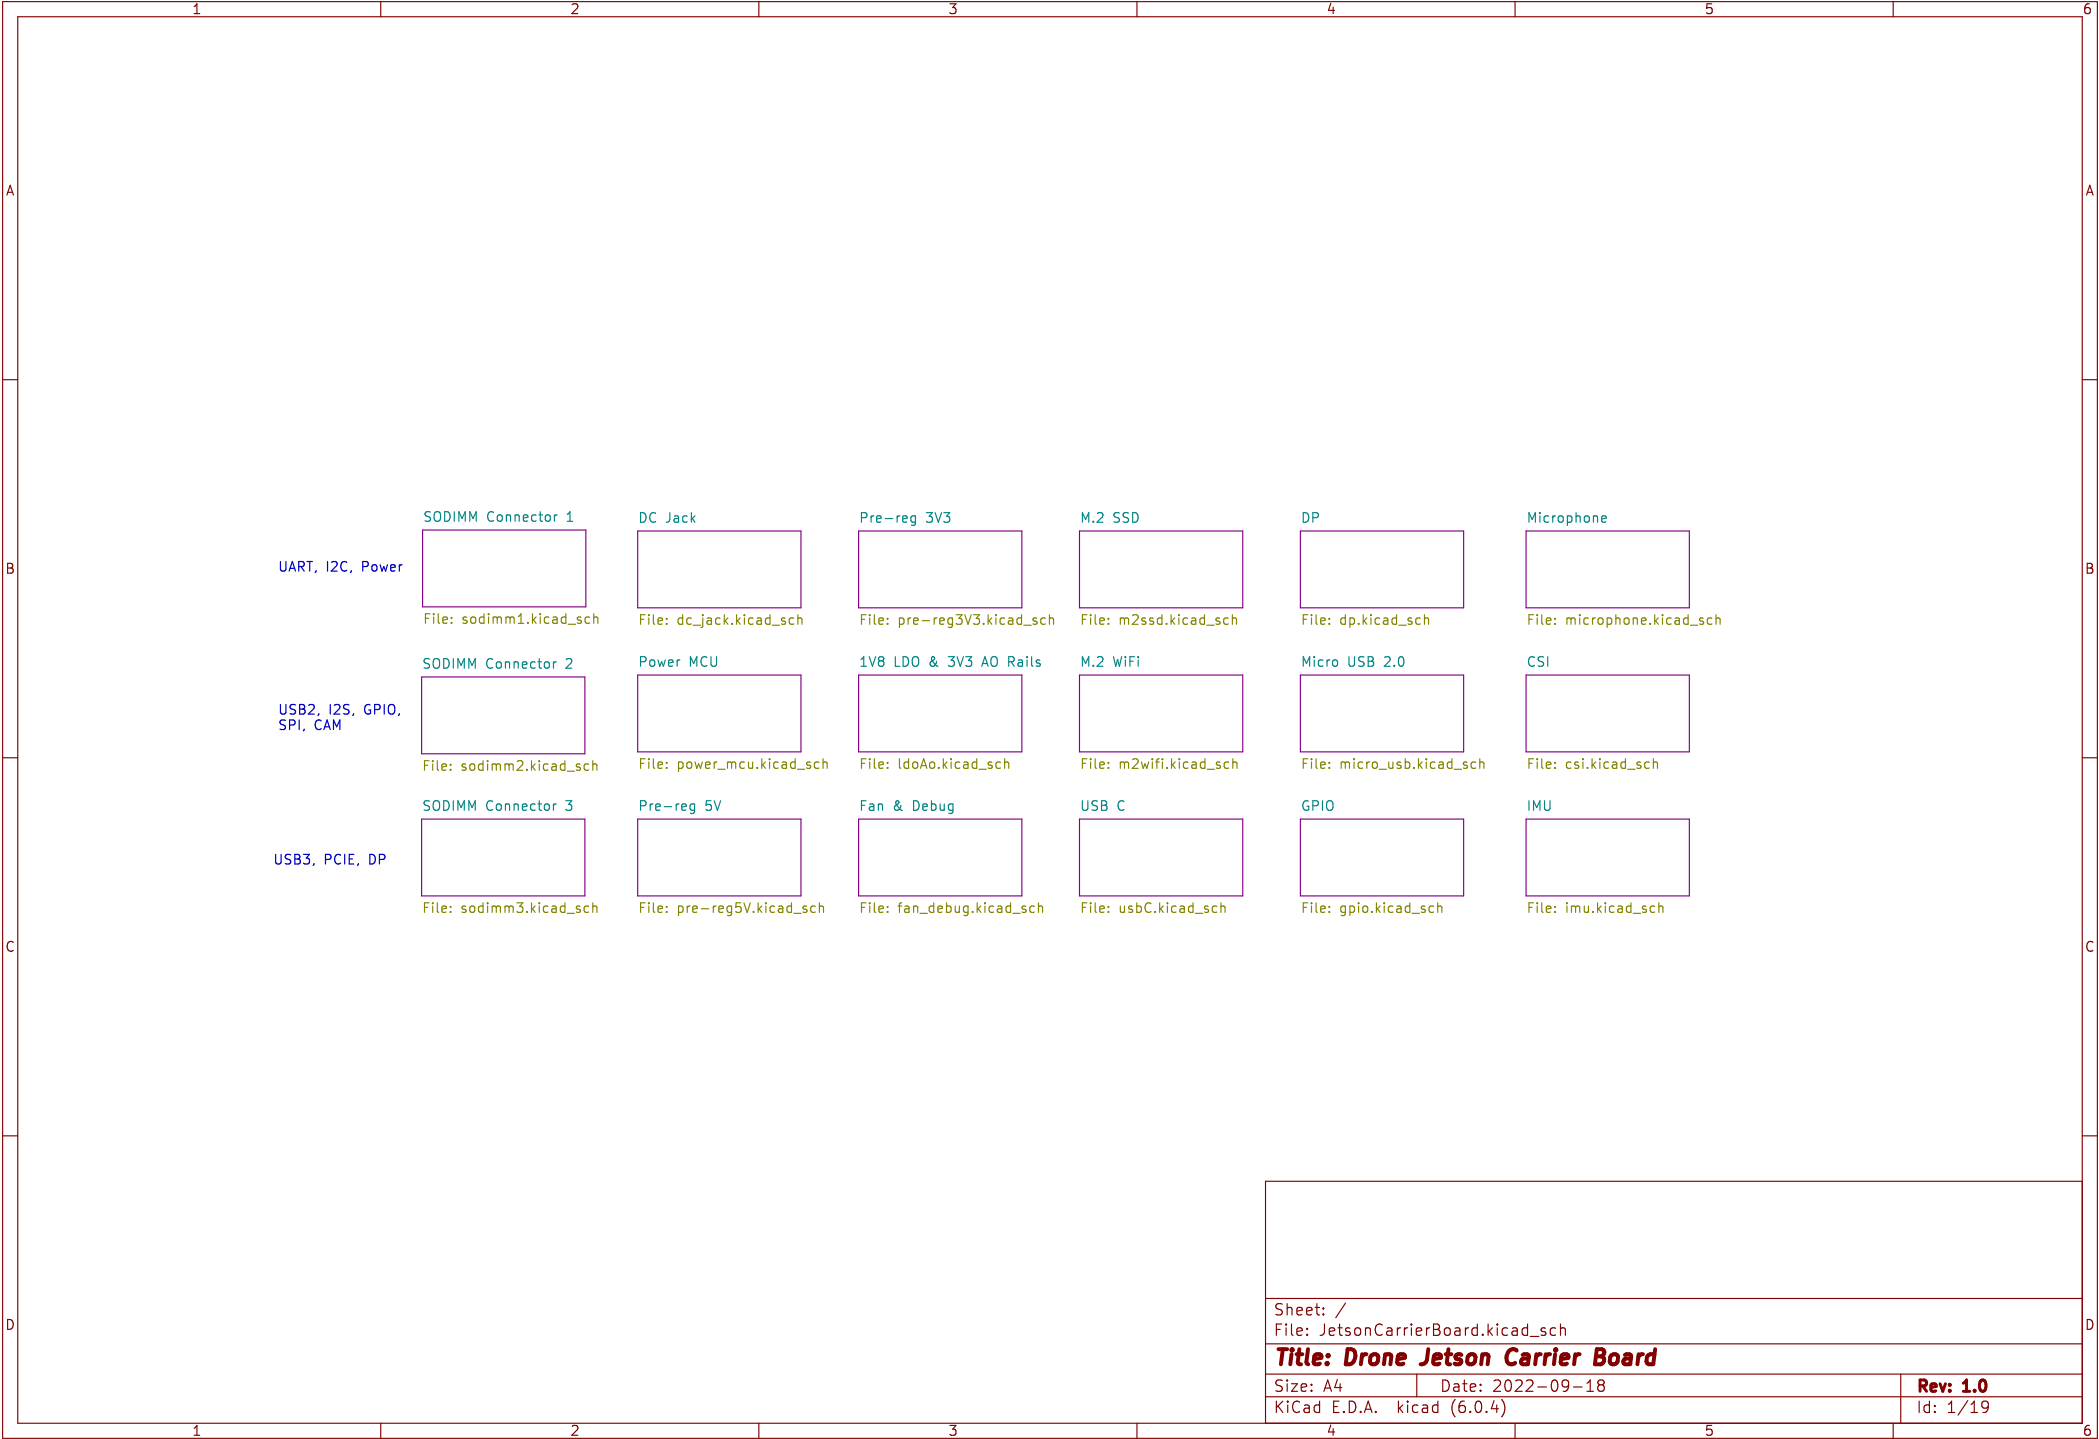 1 2 3 4 5 6
A A
SODIMM Connector 1
DC Jack
Pre-reg 3V3
M.2 SSD
DP
Microphone
B B
UART, I2C, Power
File: sodimm1.kicad_sch
File: dc_jack.kicad_sch
File: pre-reg3V3.kicad_sch
File: m2ssd.kicad_sch
File: dp.kicad_sch
File: microphone.kicad_sch
SODIMM Connector 2
Power MCU
1V8 LDO & 3V3 AO Rails
M.2 WiFi
Micro USB 2.0
CSI
USB2, I2S, GPIO,
SPI, CAM
File: sodimm2.kicad_sch
File: power_mcu.kicad_sch
File: ldoAo.kicad_sch
File: m2wifi.kicad_sch
File: micro_usb.kicad_sch
File: csi.kicad_sch
SODIMM Connector 3
Pre-reg 5V
Fan & Debug
USB C
GPIO
IMU
USB3, PCIE, DP
File: sodimm3.kicad_sch
File: pre-reg5V.kicad_sch
File: fan_debug.kicad_sch
File: usbC.kicad_sch
File: gpio.kicad_sch
File: imu.kicad_sch
C C
Sheet: /
File: JetsonCarrierBoard.kicad_sch
D D
Title: Drone Jetson Carrier Board
Size: A4
Date: 2022-09-18
Rev: 1.0
KiCad E.D.A. kicad (6.0.4)
Id: 1/19
1 2 3 4 5 6